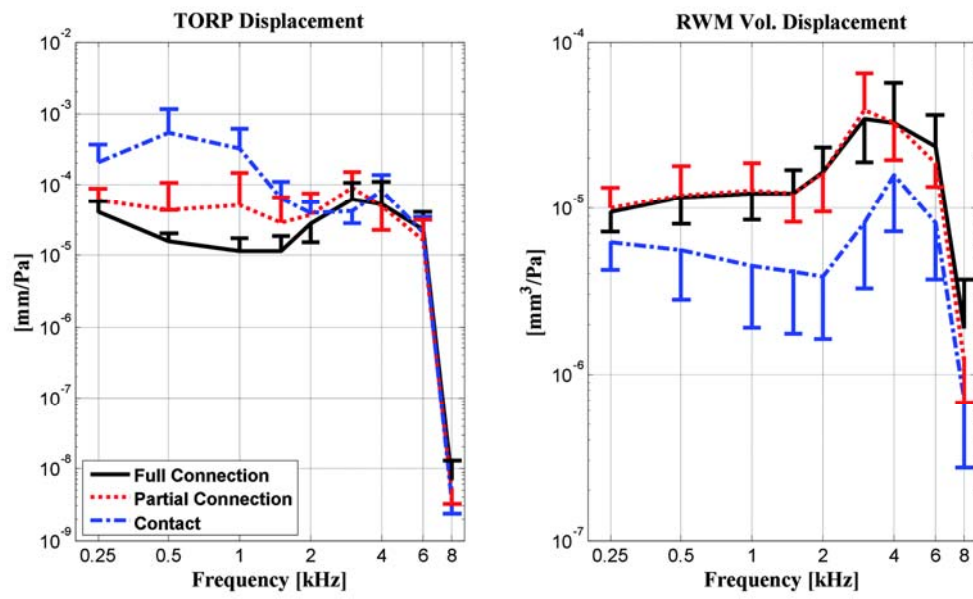 TORP Displacement
10⁻²
10⁻³
10⁻⁴
10⁻⁵
10⁻⁶
10⁻⁷
10⁻⁸
10⁻⁹
[mm/Pa]
Full Connection
Partial Connection
Contact
0.25 0.5 1 2 4 6 8
Frequency [kHz]
RWM Vol. Displacement
10⁻⁴
10⁻⁵
10⁻⁶
10⁻⁷
[mm³/Pa]
0.25 0.5 1 2 4 6 8
Frequency [kHz]